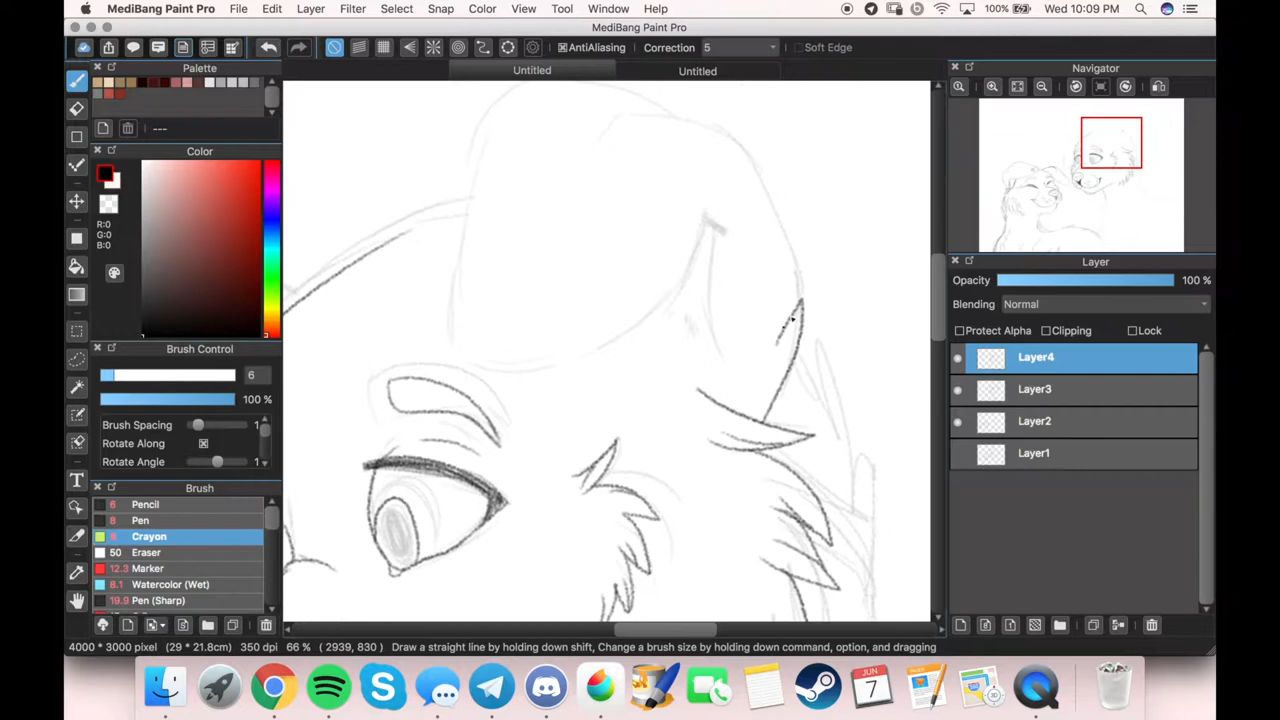 MediBang Paint Pro File Edit Layer Filter Select Snap Color View Tool Window Help 100% Wed 10:09 PM
MediBang Paint Pro
AntiAliasing Correction 5 Soft Edge
Palette
Untitled Untitled
Navigator
---
Color
R:0
G:0
B:0
Layer
Opacity 100 %
Blending Normal
Protect Alpha Clipping Lock
Brush Control
6
100 %
Brush Spacing 1
Rotate Along
Rotate Angle 1
Layer4
Layer3
Layer2
Layer1
Brush
6 Pencil
8 Pen
Crayon
50 Eraser
12.3 Marker
8.1 Watercolor (Wet)
19.9 Pen (Sharp)
4000 * 3000 pixel (29 * 21.8cm) 350 dpi 66 % ( 2939, 830 ) Draw a straight line by holding down shift, Change a brush size by holding down command, option, and dragging
JUN
7